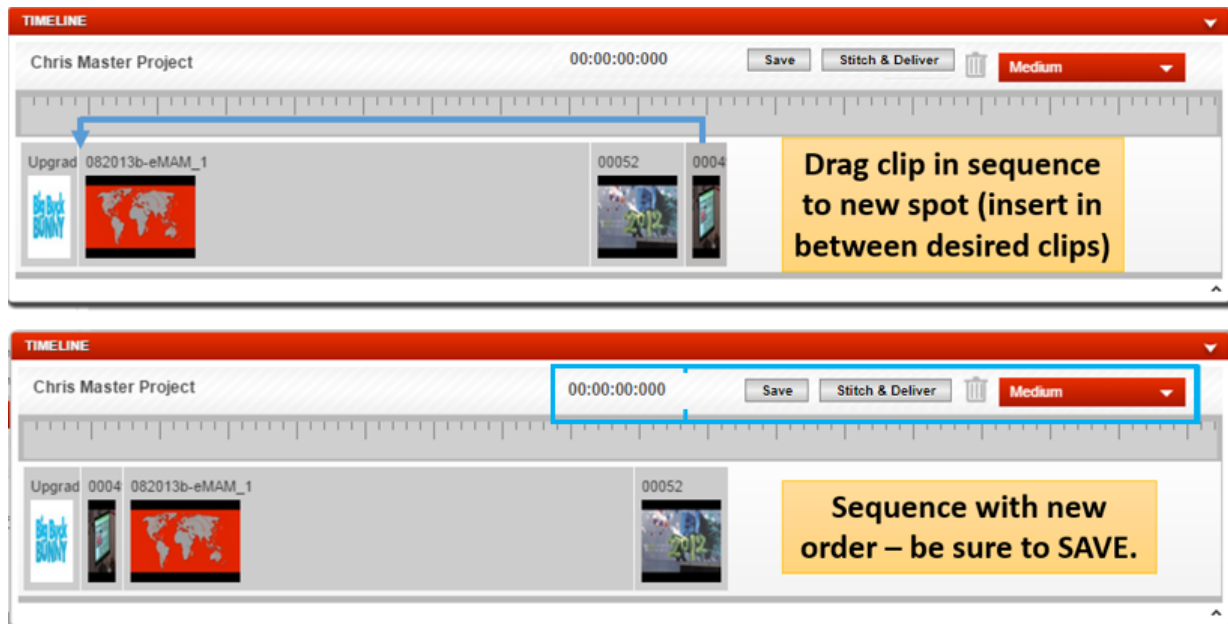 TIMELINE
Chris Master Project 00:00:00:000 Save Stitch & Deliver Medium
Upgrad 082013b-eMAM_1 00052 0004
Big Buck
BUNNY
2012
Drag clip in sequence
to new spot (insert in
between desired clips)
TIMELINE
Chris Master Project 00:00:00:000 Save Stitch & Deliver Medium
Upgrad 0004 082013b-eMAM_1 00052
Big Buck
BUNNY
2012
Sequence with new
order – be sure to SAVE.